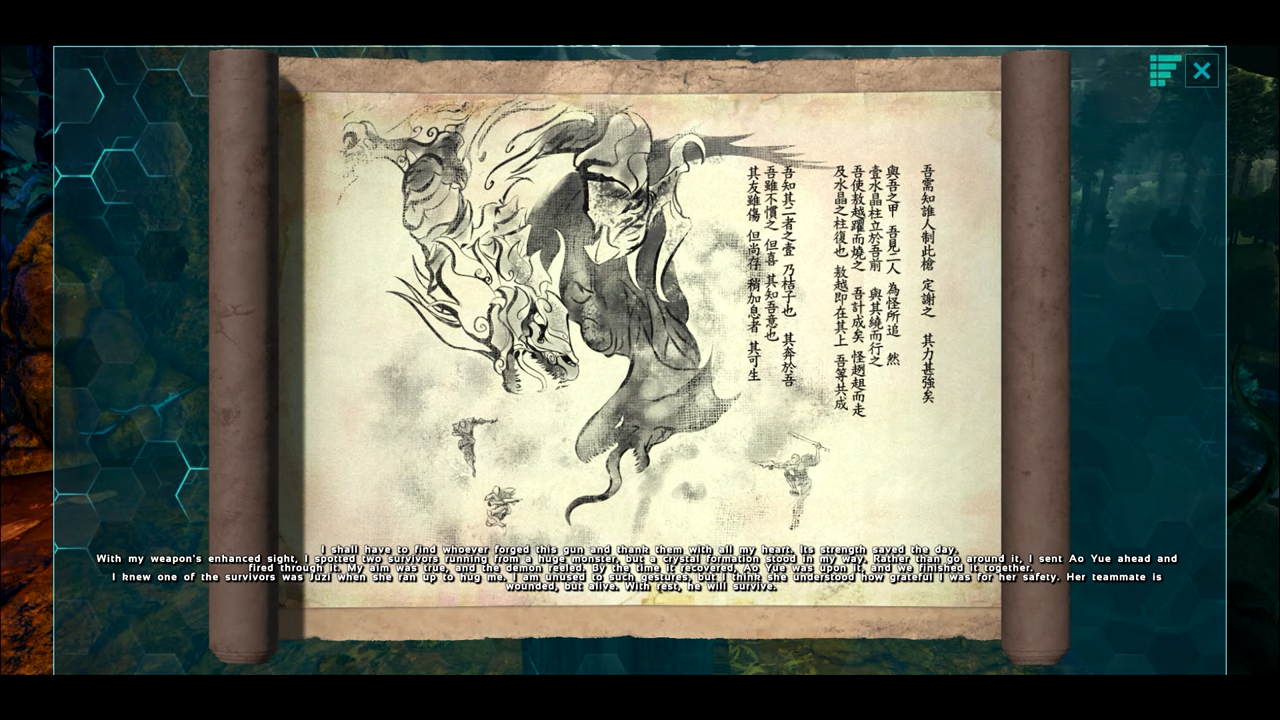 吾需知誰人制此槍 定謝之 其力甚強矣
與吾之甲 吾見二人 為怪所追 然
壹水晶柱立於吾前 與其繞而行之
吾使敖越躍而燒之 吾計成矣 怪趔趄而走
及水晶之柱復也 敖越即在其上 吾等共成
吾知其二者之壹 乃桔子也 其奔於吾
吾雖不慣之 但喜 其知吾意也
其友雖傷 但尚存 稍加息者 其可生
I shall have to find whoever forged this gun and thank them with all my heart. Its strength saved the day.
With my weapon's enhanced sight, I spotted two survivors running from a huge monster, but a crystal formation stood in my way. Rather than go around it, I sent Ao Yue ahead and
fired through it. My aim was true, and the demon reeled. By the time it recovered, Ao Yue was upon it, and we finished it together.
I knew one of the survivors was Juzi when she ran up to hug me. I am unused to such gestures, but I think she understood how grateful I was for her safety. Her teammate is
wounded, but alive. With rest, he will survive.